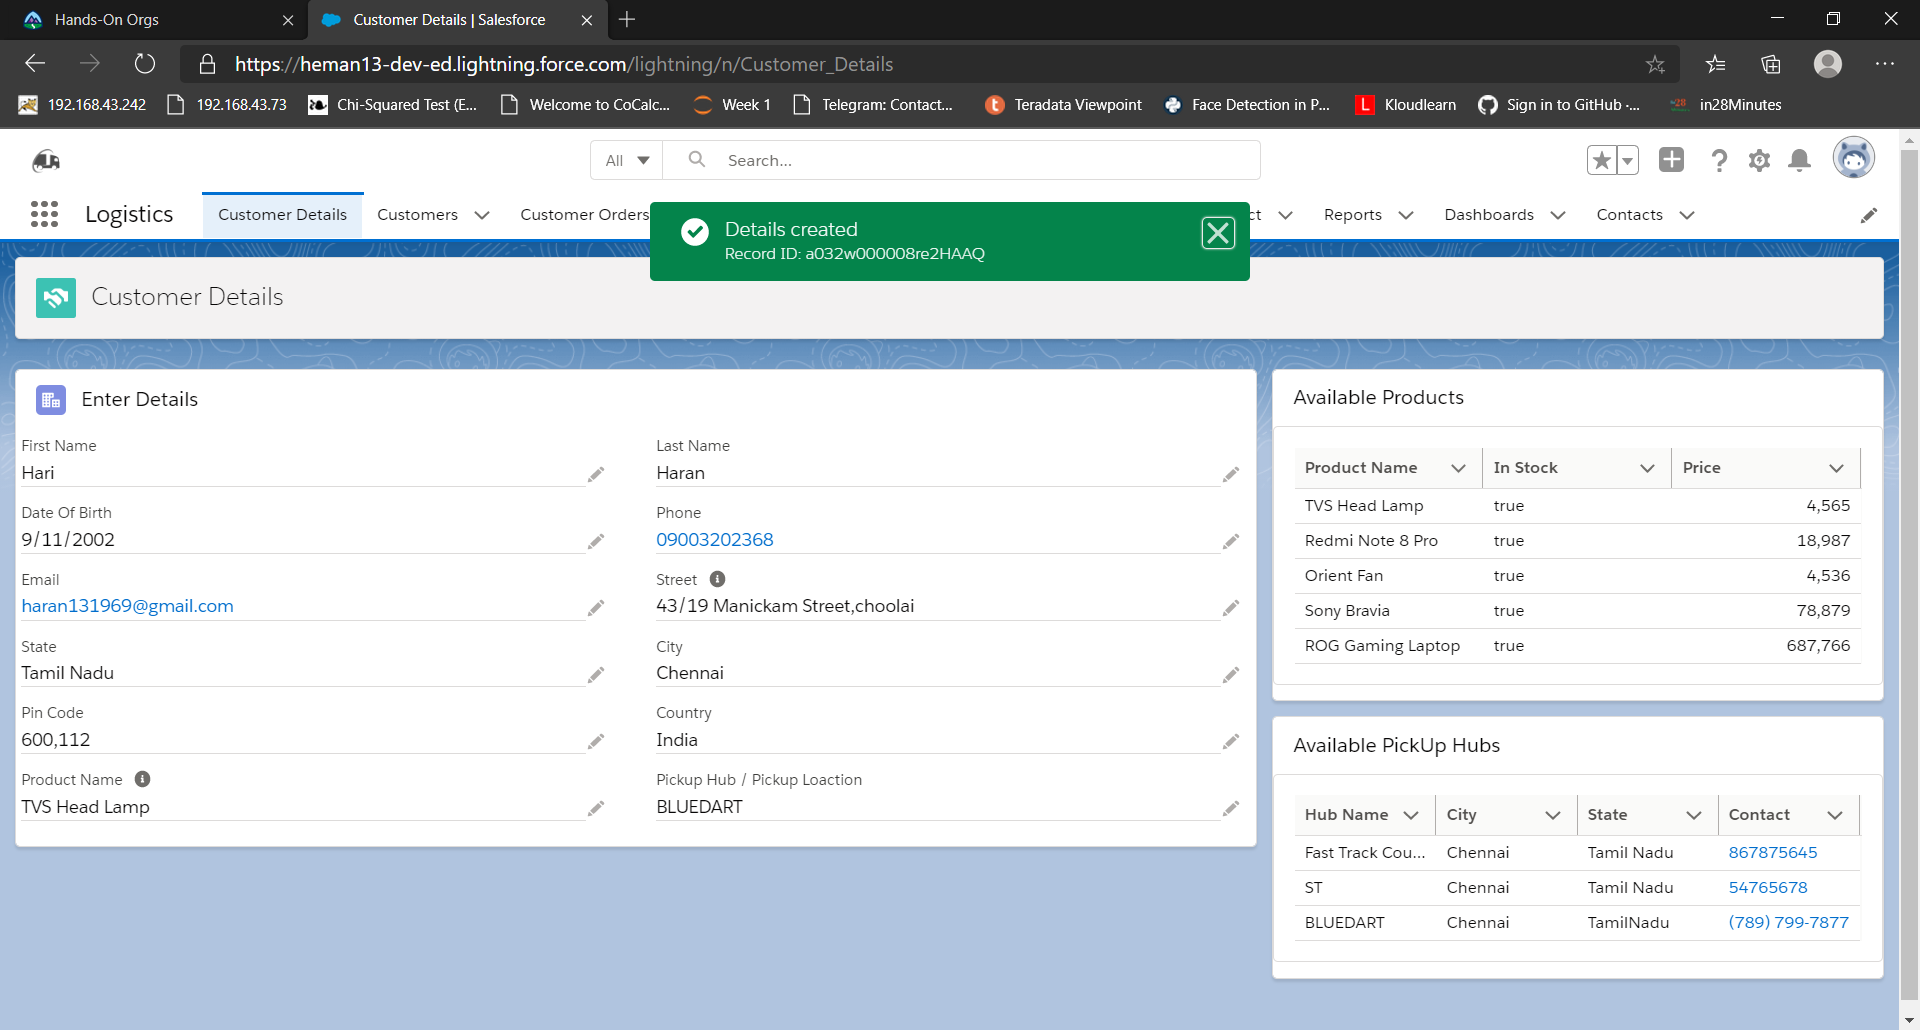 Hands-On Orgs
Customer Details | Salesforce
https://heman13-dev-ed.lightning.force.com/lightning/n/Customer_Details
192.168.43.242 192.168.43.73 Chi-Squared Test (E... Welcome to CoCalc... Week 1 Telegram: Contact... Teradata Viewpoint Face Detection in P... L Kloudlearn Sign in to GitHub ·... in28Minutes
All Search...
Logistics Customer Details Customers Customer Orders ct Reports Dashboards Contacts
Details created
Record ID: a032w000008re2HAAQ
Customer Details
Enter Details
First Name Last Name
Hari Haran
Date Of Birth Phone
9/11/2002 09003202368
Email Street
haran131969@gmail.com 43/19 Manickam Street,choolai
State City
Tamil Nadu Chennai
Pin Code Country
600,112 India
Product Name Pickup Hub / Pickup Loaction
TVS Head Lamp BLUEDART
Available Products
Product Name In Stock Price
TVS Head Lamp true 4,565
Redmi Note 8 Pro true 18,987
Orient Fan true 4,536
Sony Bravia true 78,879
ROG Gaming Laptop true 687,766
Available PickUp Hubs
Hub Name City State Contact
Fast Track Cou... Chennai Tamil Nadu 867875645
ST Chennai Tamil Nadu 54765678
BLUEDART Chennai TamilNadu (789) 799-7877